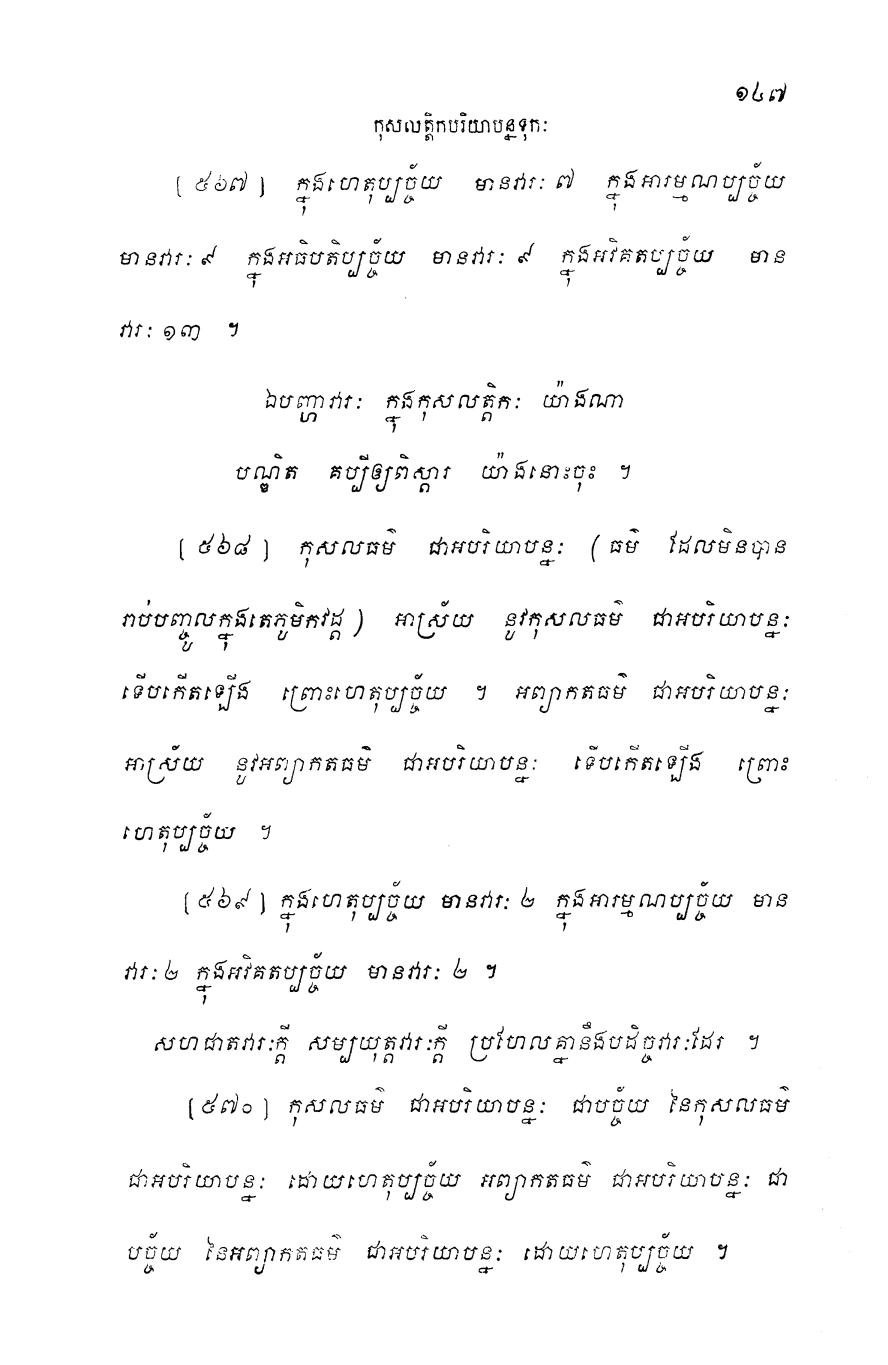 ១៤៧
កុសលត្តិកបរិយាបន្នទុកៈ
[ ៥៦៧ ] ក្នុងហេតុប្បច្ច័យ មានវារៈ ៧ ក្នុងអារម្មណប្បច្ច័យ
មានវារៈ ៩ ក្នុងអធិបតិប្បច្ច័យ មានវារៈ ៩ ក្នុងអវិគតប្បច្ច័យ មាន
វារៈ ១៣ ។
ឯបញ្ហាវារៈ ក្នុងកុសលត្តិកៈ យ៉ាងណា
បណ្ឌិត គប្បីឲ្យពិស្តារ យ៉ាងនោះចុះ ។
[ ៥៦៨ ] កុសលធម៌ ជាអបរិយាបន្នៈ ( ធម៌ ដែលមិនបាន
រាប់បញ្ចូលក្នុងតេភូមិកវដ្ត ) អាស្រ័យ នូវកុសលធម៌ ជាអបរិយាបន្នៈ
ទើបកើតឡើង ព្រោះហេតុប្បច្ច័យ ។ អព្យាកតធម៌ ជាអបរិយាបន្នៈ
អាស្រ័យ នូវអព្យាកតធម៌ ជាអបរិយាបន្នៈ ទើបកើតឡើង ព្រោះ
ហេតុប្បច្ច័យ ។
[ ៥៦៩ ] ក្នុងហេតុប្បច្ច័យ មានវារៈ ២ ក្នុងអារម្មណប្បច្ច័យ មាន
វារៈ ២ ក្នុងអវិគតប្បច្ច័យ មានវារៈ ២ ។
សហជាតវារៈក្តី សម្បយុត្តវារៈក្តី ប្រហែលគ្នានឹងបដិច្ចវារៈដែរ ។
[ ៥៧០ ] កុសលធម៌ ជាអបរិយាបន្នៈ ជាបច្ច័យ នៃកុសលធម៌
ជាអបរិយាបន្នៈ ដោយហេតុប្បច្ច័យ អព្យាកតធម៌ ជាអបរិយាបន្នៈ ជា
បច្ច័យ នៃអព្យាកតធម៌ ជាអបរិយាបន្នៈ ដោយហេតុប្បច្ច័យ ។